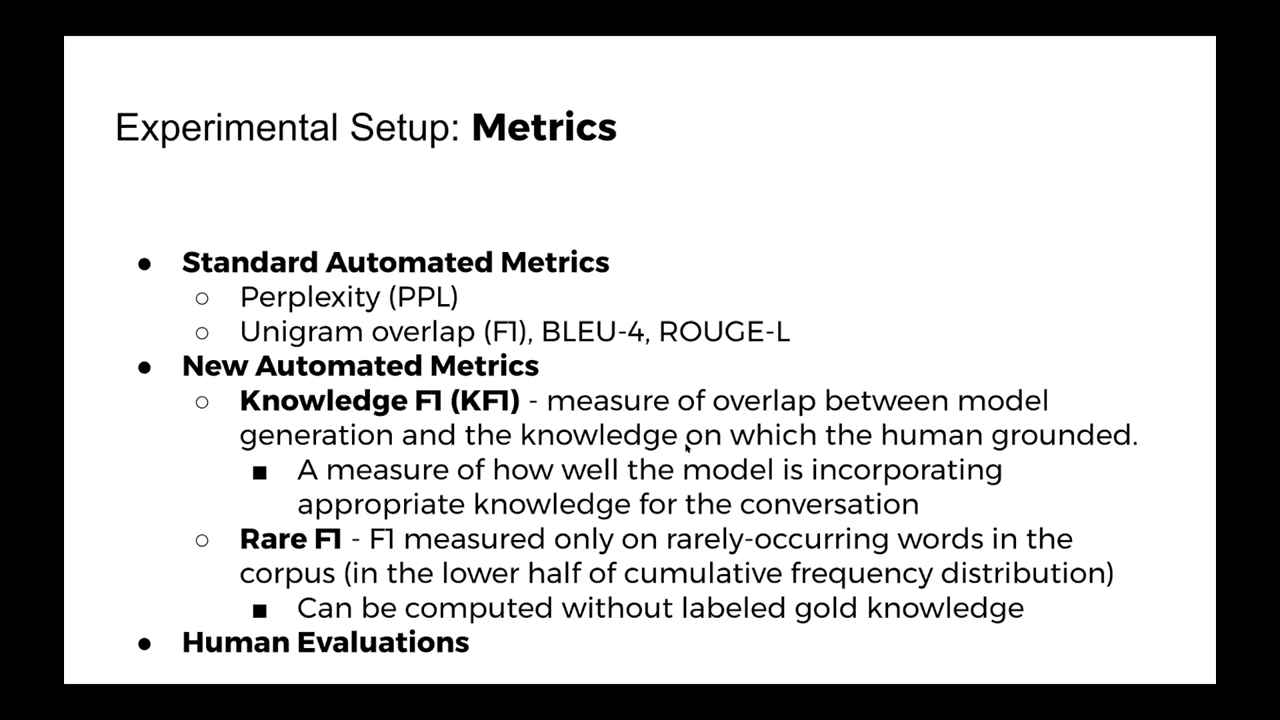 Experimental Setup: Metrics
● Standard Automated Metrics
○ Perplexity (PPL)
○ Unigram overlap (F1), BLEU-4, ROUGE-L
● New Automated Metrics
○ Knowledge F1 (KF1) - measure of overlap between model
generation and the knowledge on which the human grounded.
■ A measure of how well the model is incorporating
appropriate knowledge for the conversation
○ Rare F1 - F1 measured only on rarely-occurring words in the
corpus (in the lower half of cumulative frequency distribution)
■ Can be computed without labeled gold knowledge
● Human Evaluations